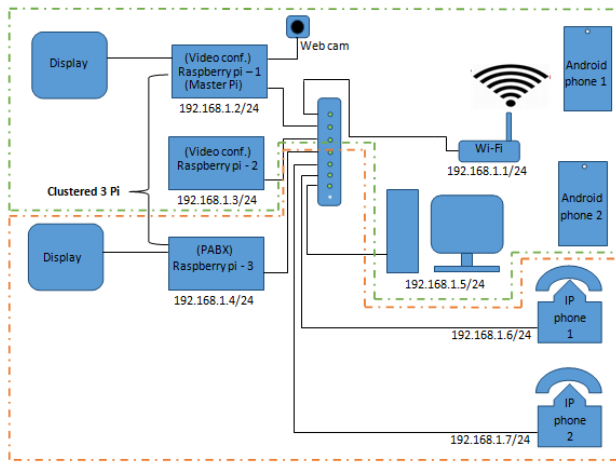 Display
(Video conf.)
Raspberry pi – 1
(Master Pi)
192.168.1.2/24
Web cam
Android
phone 1
(Video conf.)
Raspberry pi - 2
192.168.1.3/24
Wi-Fi
192.168.1.1/24
Android
phone 2
Clustered 3 Pi
Display
(PABX)
Raspberry pi - 3
192.168.1.4/24
192.168.1.5/24
IP
phone
1
192.168.1.6/24
IP
phone
2
192.168.1.7/24